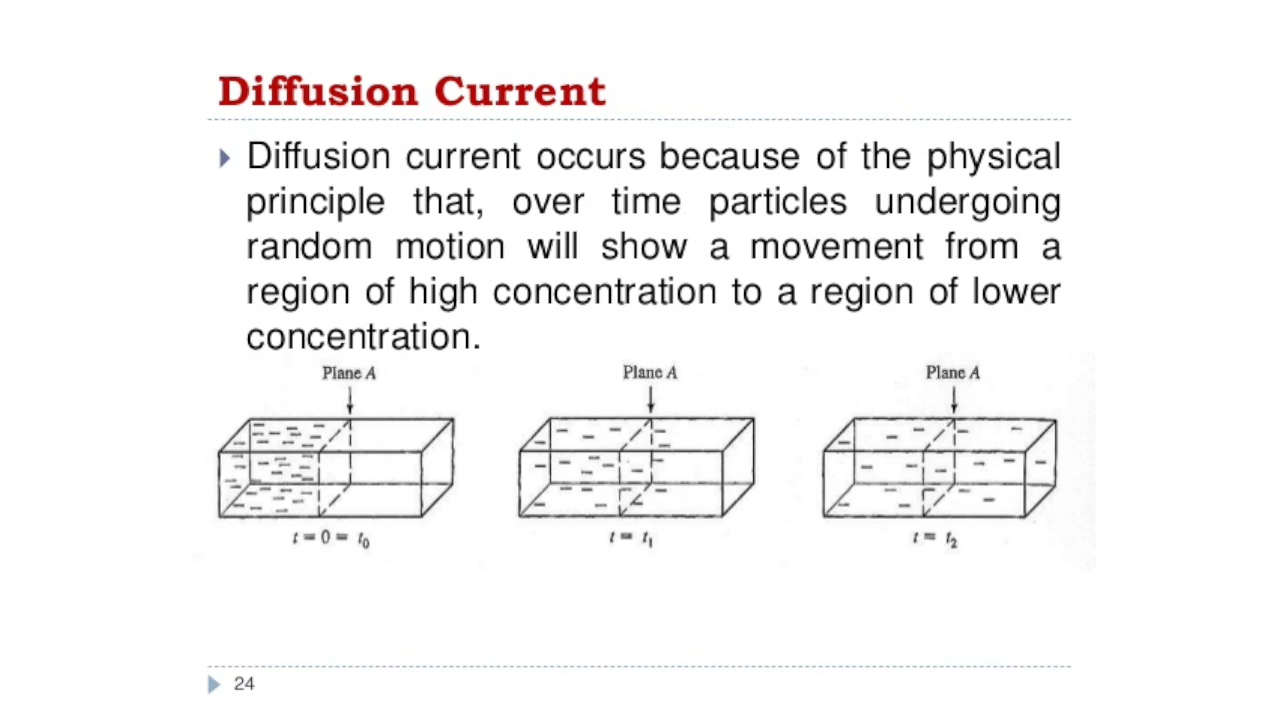 Diffusion Current
Diffusion current occurs because of the physical
principle that, over time particles undergoing
random motion will show a movement from a
region of high concentration to a region of lower
concentration.
Plane A
Plane A
Plane A
t = 0 = t₀
t = t₁
t = t₂
24